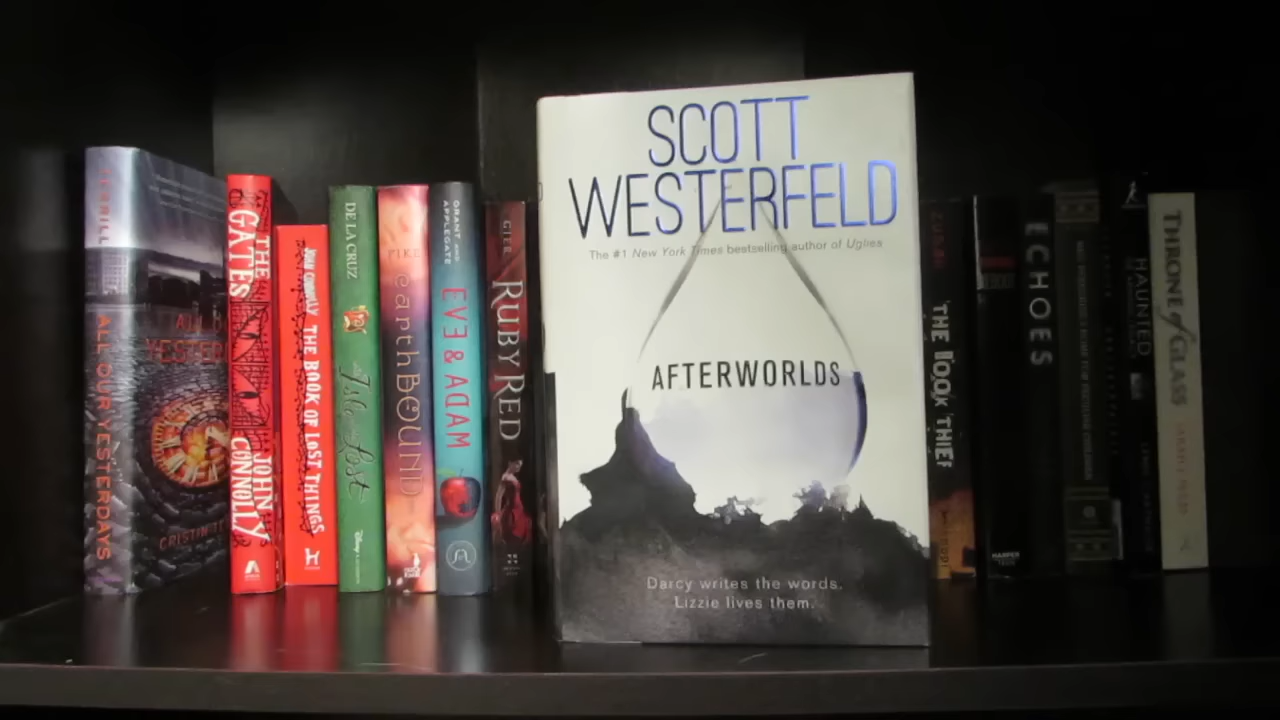 TERRILL
ALL OUR YESTERDAYS
THE
GATES
JOHN
CONNOLLY
JOHN CONNOLLY THE BOOK OF LOST THINGS
DE LA CRUZ
Isle of the Lost
Disney
PIKE
earthBOUND
GRANT AND
APPLEGATE
EVE & ADAM
GIER
RUBY RED
SCOTT
WESTERFELD
The #1 New York Times bestselling author of Uglies
AFTERWORLDS
Darcy writes the words.
Lizzie lives them.
ZUSAK
THE BOOK THIEF
HARPER
TEEN
ECHOES
HAUNTED
THRONE of GLASS